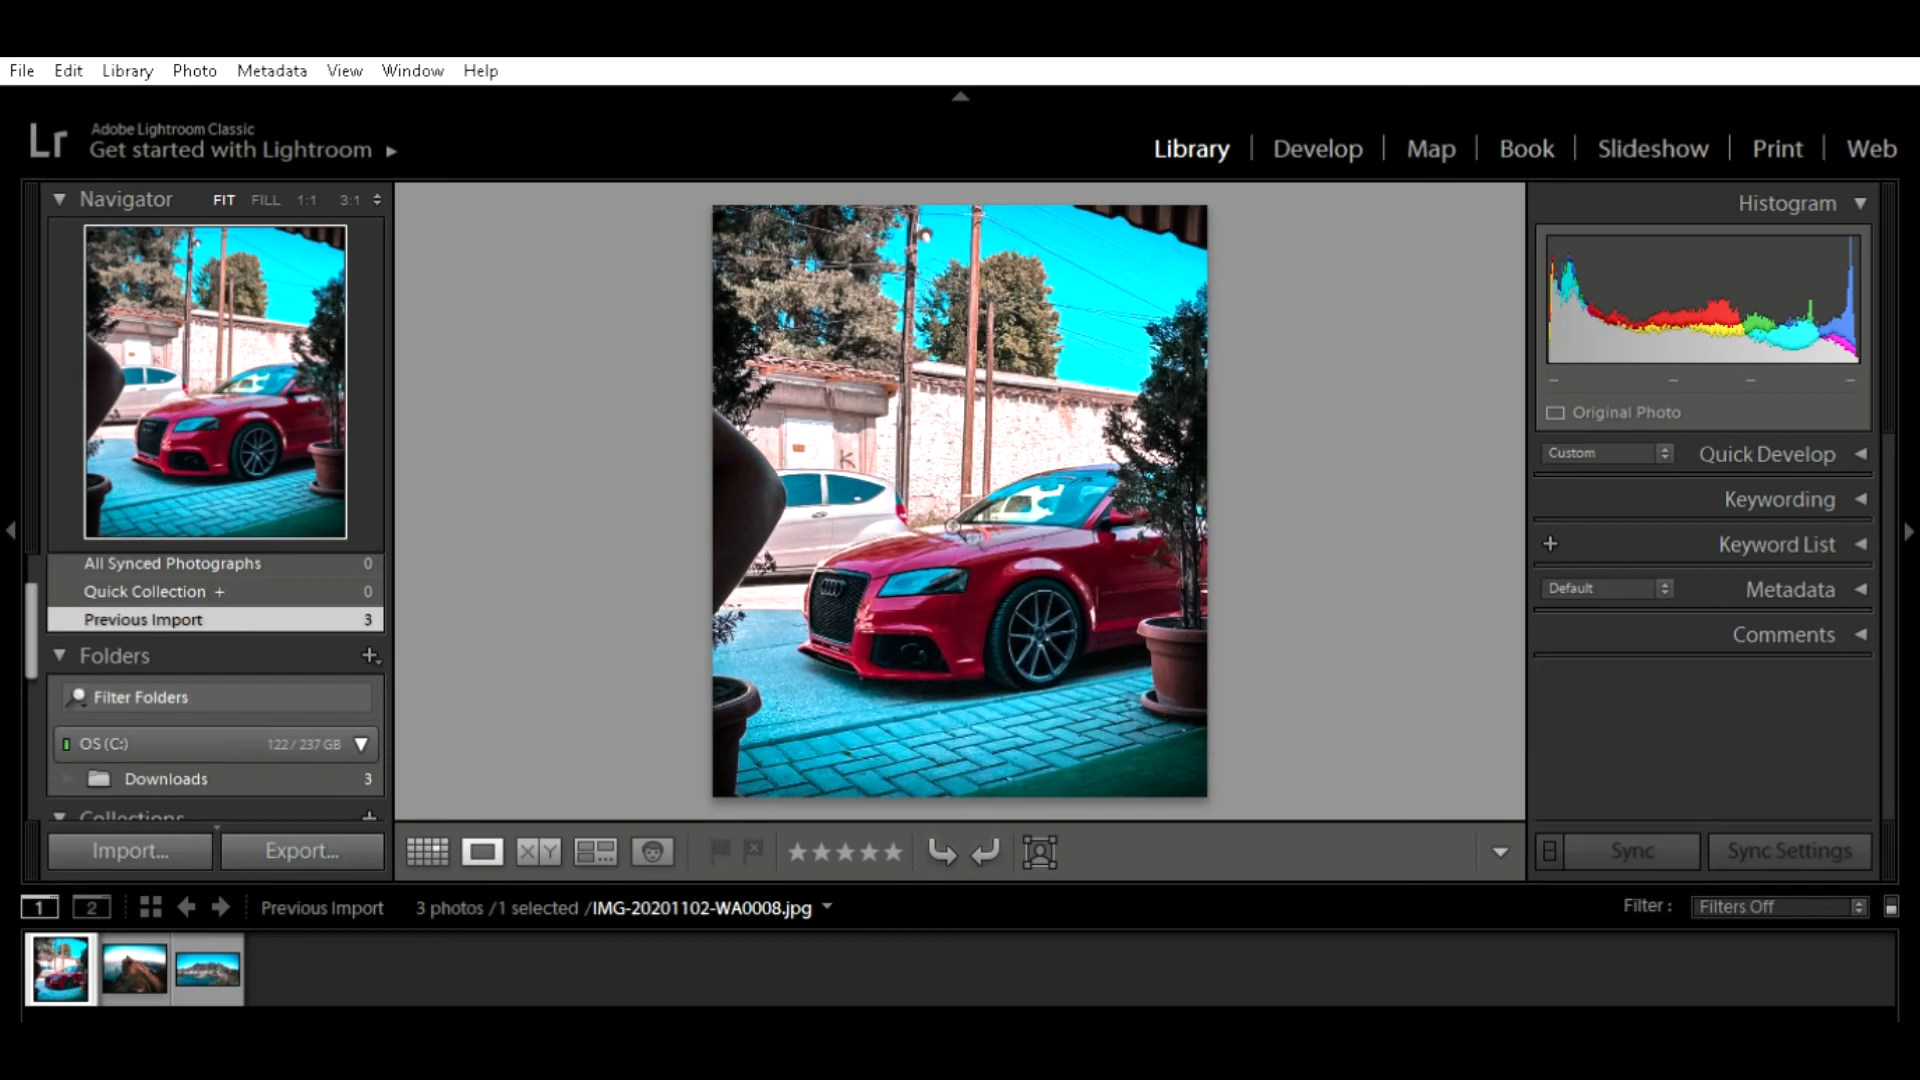 File Edit Library Photo Metadata View Window Help
Lr
Adobe Lightroom Classic
Get started with Lightroom
Library Develop Map Book Slideshow Print Web
Navigator FIT FILL 1:1 3:1
All Synced Photographs 0
Quick Collection + 0
Previous Import 3
Folders
Filter Folders
OS (C:) 122 / 237 GB
Downloads 3
Collections
Import... Export...
K
Histogram
Original Photo
Custom Quick Develop
Keywording
Keyword List
Default Metadata
Comments
X Y
Sync Sync Settings
1 2 Previous Import 3 photos /1 selected /IMG-20201102-WA0008.jpg Filter : Filters Off